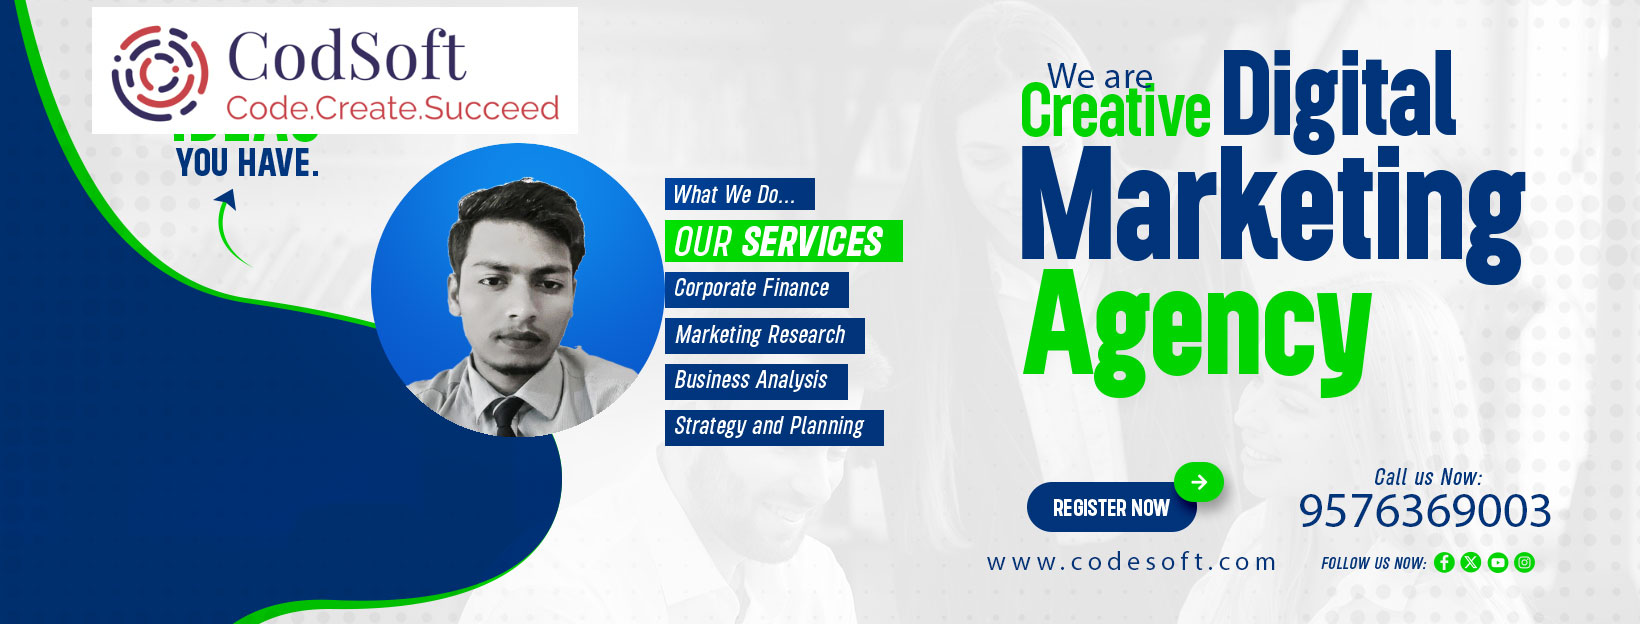 CodSoft
Code.Create.Succeed
YOU HAVE.
What We Do...
OUR SERVICES
Corporate Finance
Marketing Research
Business Analysis
Strategy and Planning
We are
Creative Digital
Marketing
Agency
REGISTER NOW
www.codesoft.com
Call us Now:
9576369003
FOLLOW US NOW: